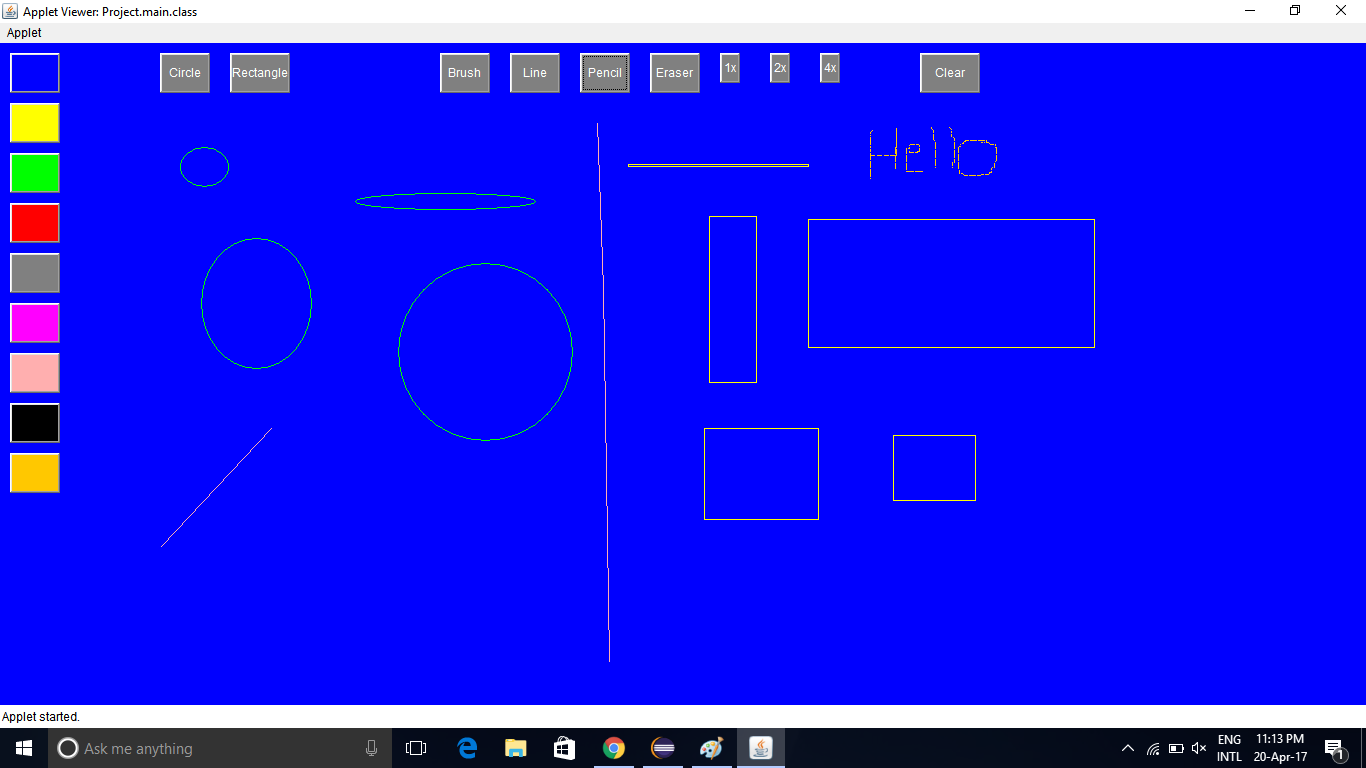 Applet Viewer: Project.main.class
Applet
Circle Rectangle Brush Line Pencil Eraser 1x 2x 4x Clear
Hello
Applet started.
Ask me anything
ENG 11:13 PM
INTL 20-Apr-17
1